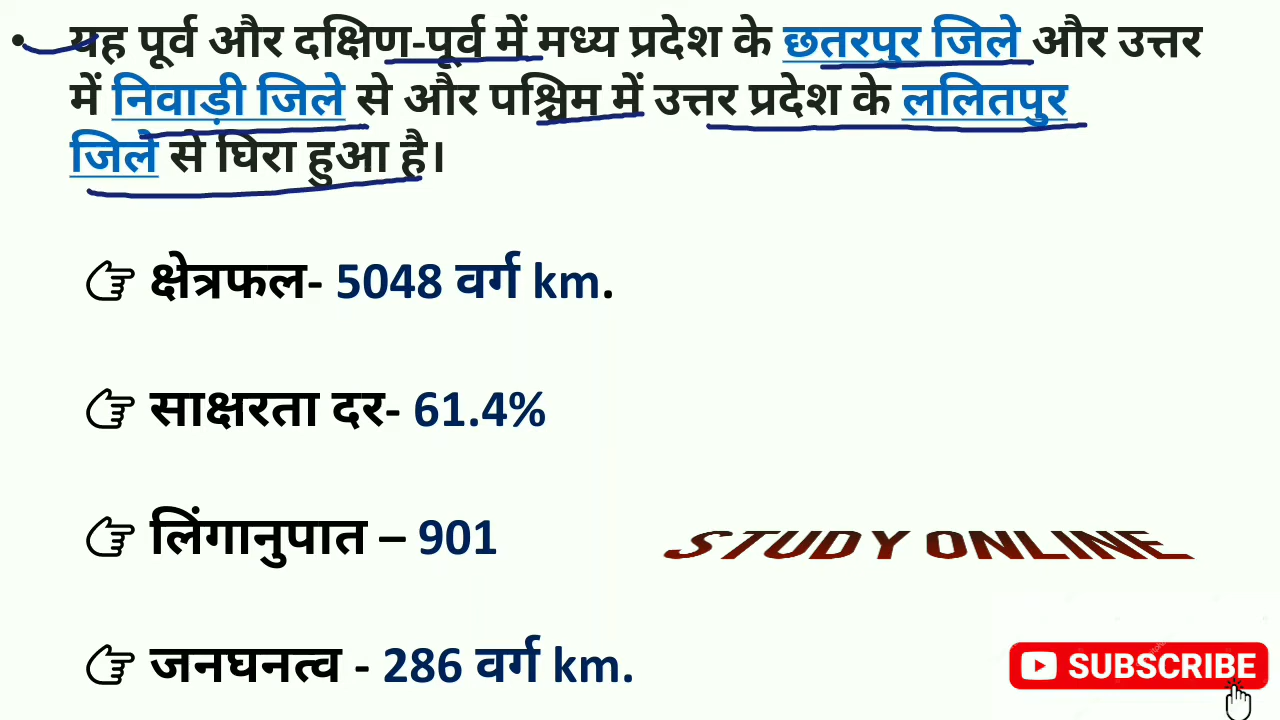 • यह पूर्व और दक्षिण-पूर्व में मध्य प्रदेश के छतरपुर जिले और उत्तर
में निवाड़ी जिले से और पश्चिम में उत्तर प्रदेश के ललितपुर
जिले से घिरा हुआ है।
क्षेत्रफल- 5048 वर्ग km.
साक्षरता दर- 61.4%
लिंगानुपात – 901
STUDY ONLINE
जनघनत्व - 286 वर्ग km.
SUBSCRIBE